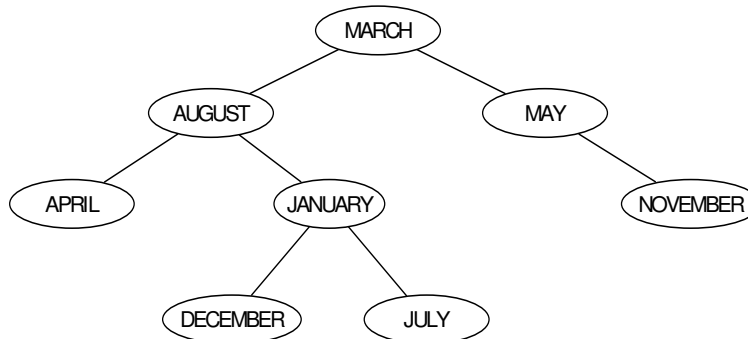 MARCH
AUGUST MAY
APRIL JANUARY NOVEMBER
DECEMBER JULY